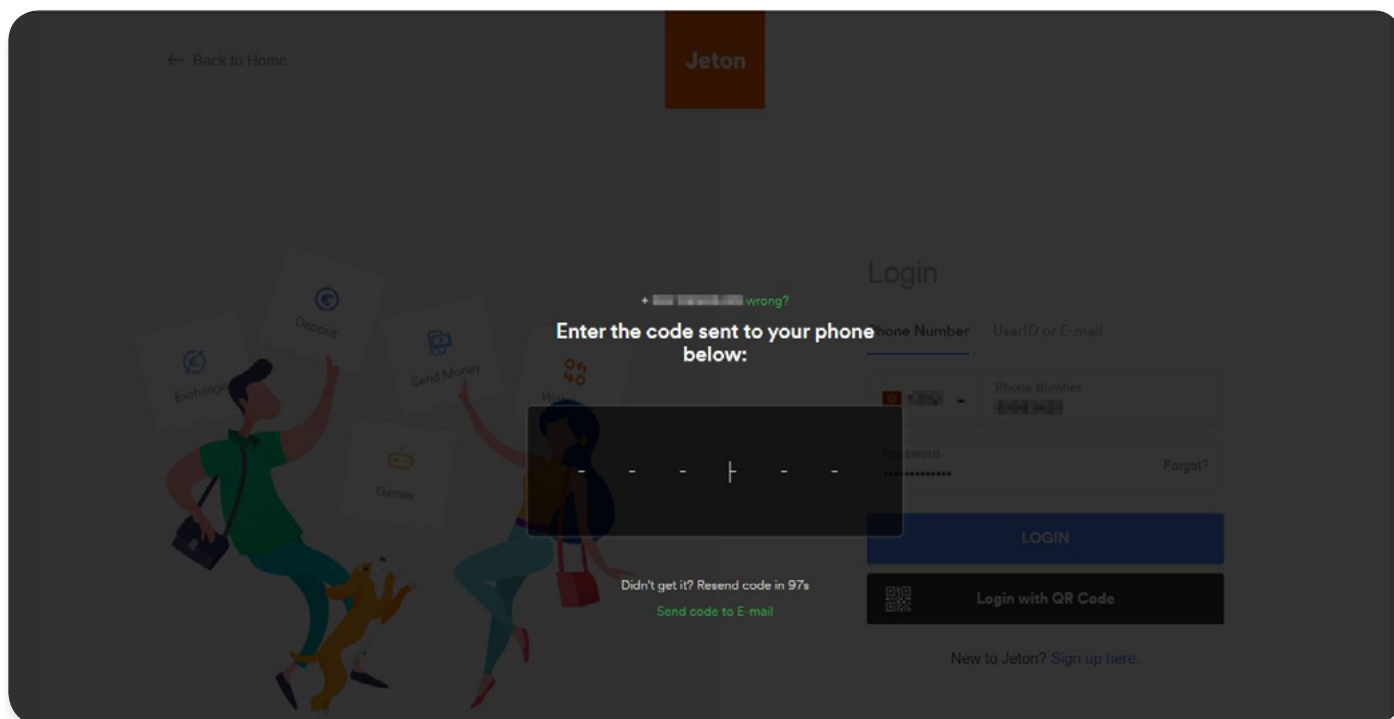 ← Back to Home
Jeton
Deposit
Exchange
Send Money
Games
+ wrong?
Enter the code sent to your phone
below:
- - - - - -
Didn't get it? Resend code in 97s
Send code to E-mail
Login
Phone Number UserID or E-mail
Phone Number
Password
Forgot?
LOGIN
Login with QR Code
New to Jeton? Sign up here.